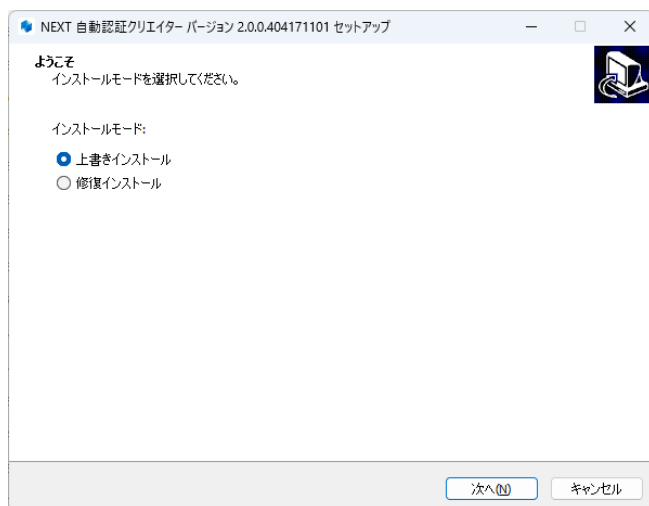 NEXT 自動認証クリエイター バージョン 2.0.0.404171101 セットアップ
ようこそ
インストールモードを選択してください。
インストールモード:
上書きインストール
修復インストール
次へ(N)
キャンセル